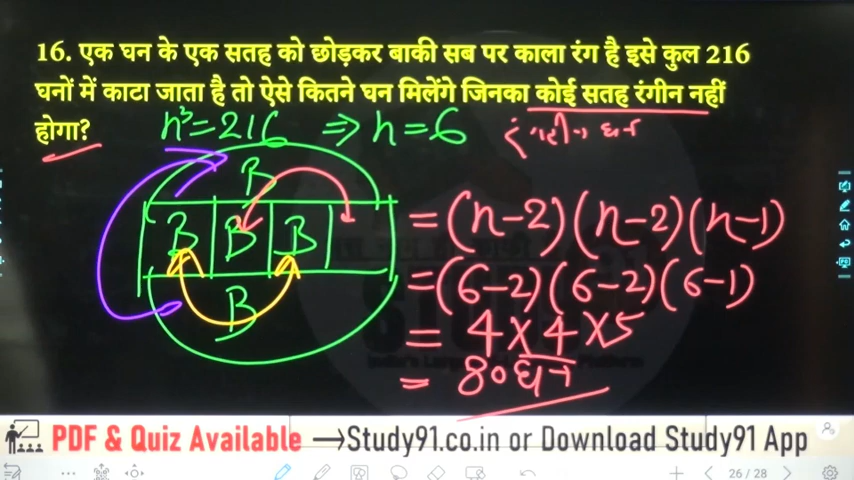 16. एक घन के एक सतह को छोड़कर बाकी सब पर काला रंग है इसे कुल 216
घनों में काटा जाता है तो ऐसे कितने घन मिलेंगे जिनका कोई सतह रंगीन नहीं
होगा?
n³=216 ⇒ n=6
B
B B B
B
=(n-2)(n-2)(n-1)
=(6-2)(6-2)(6-1)
= 4×4×5
= 80घन
PDF & Quiz Available →Study91.co.in or Download Study91 App
26 / 28